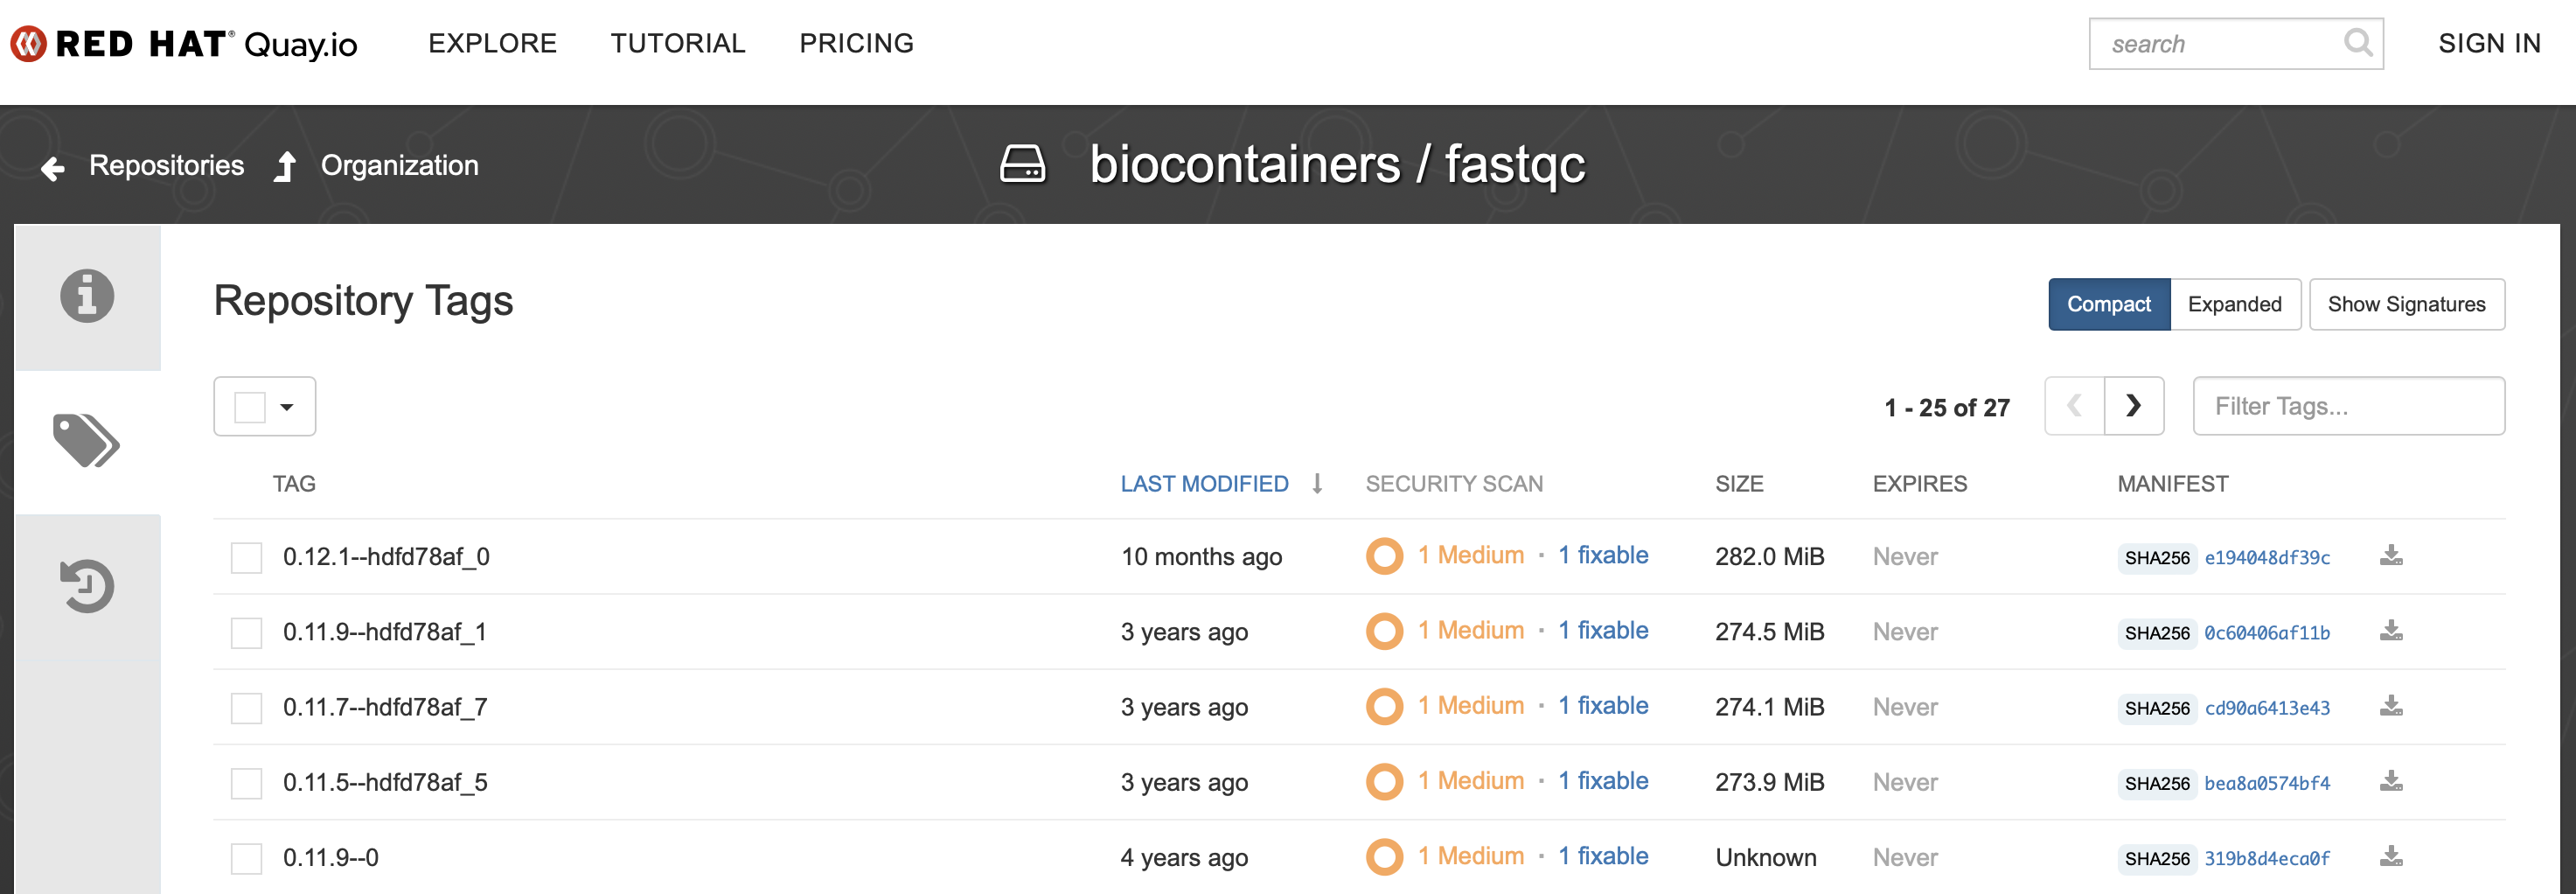 RED HAT® Quay.io EXPLORE TUTORIAL PRICING search SIGN IN
Repositories Organization biocontainers / fastqc
Repository Tags Compact Expanded Show Signatures
1 - 25 of 27 Filter Tags...
TAG LAST MODIFIED SECURITY SCAN SIZE EXPIRES MANIFEST
0.12.1--hdfd78af_0 10 months ago 1 Medium · 1 fixable 282.0 MiB Never SHA256 e194048df39c
0.11.9--hdfd78af_1 3 years ago 1 Medium · 1 fixable 274.5 MiB Never SHA256 0c60406af11b
0.11.7--hdfd78af_7 3 years ago 1 Medium · 1 fixable 274.1 MiB Never SHA256 cd90a6413e43
0.11.5--hdfd78af_5 3 years ago 1 Medium · 1 fixable 273.9 MiB Never SHA256 bea8a0574bf4
0.11.9--0 4 years ago 1 Medium · 1 fixable Unknown Never SHA256 319b8d4eca0f